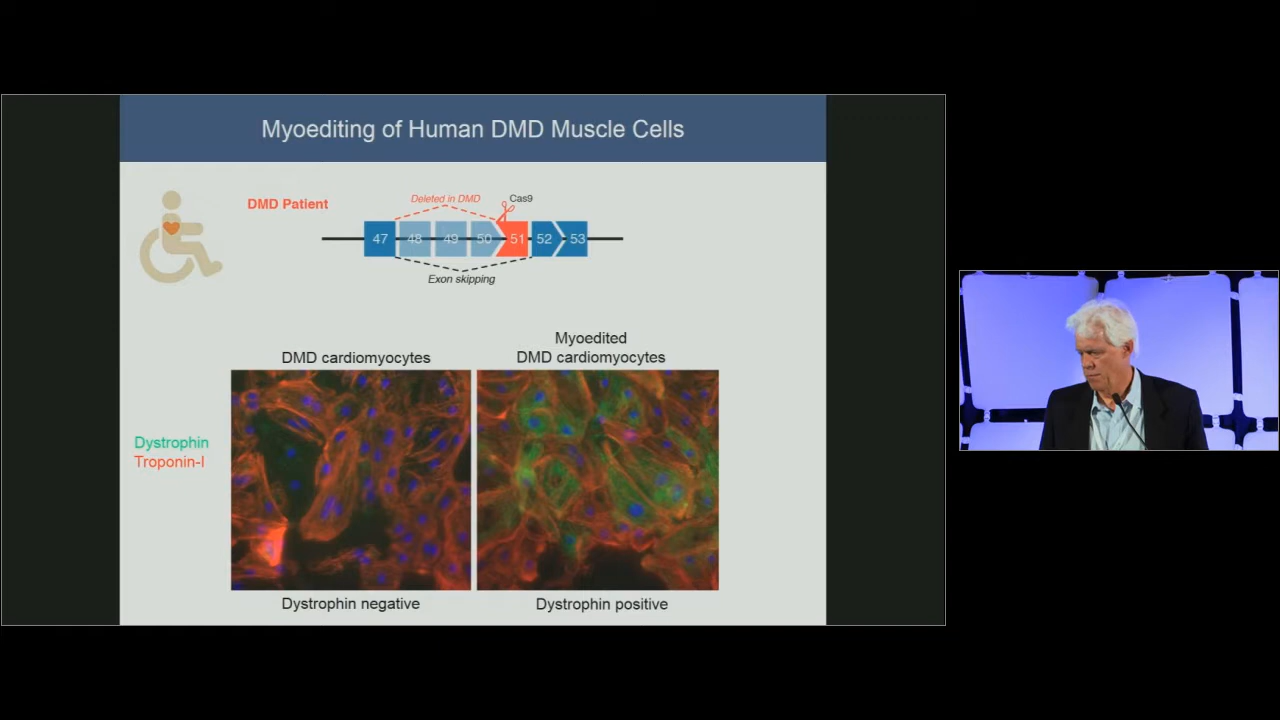 Myoediting of Human DMD Muscle Cells
DMD Patient
Deleted in DMD
Cas9
47 48 49 50 51 52 53
Exon skipping
DMD cardiomyocytes
Myoedited
DMD cardiomyocytes
Dystrophin
Troponin-I
Dystrophin negative
Dystrophin positive